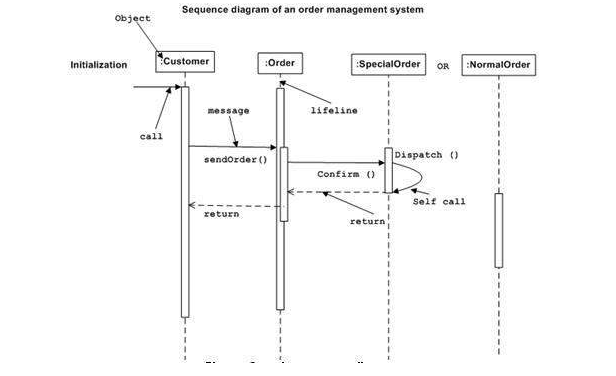 Sequence diagram of an order management system
Object
Initialization
:Customer
:Order
:SpecialOrder
OR
:NormalOrder
message
lifeline
call
sendOrder()
Dispatch ()
Confirm ()
Self call
return
return